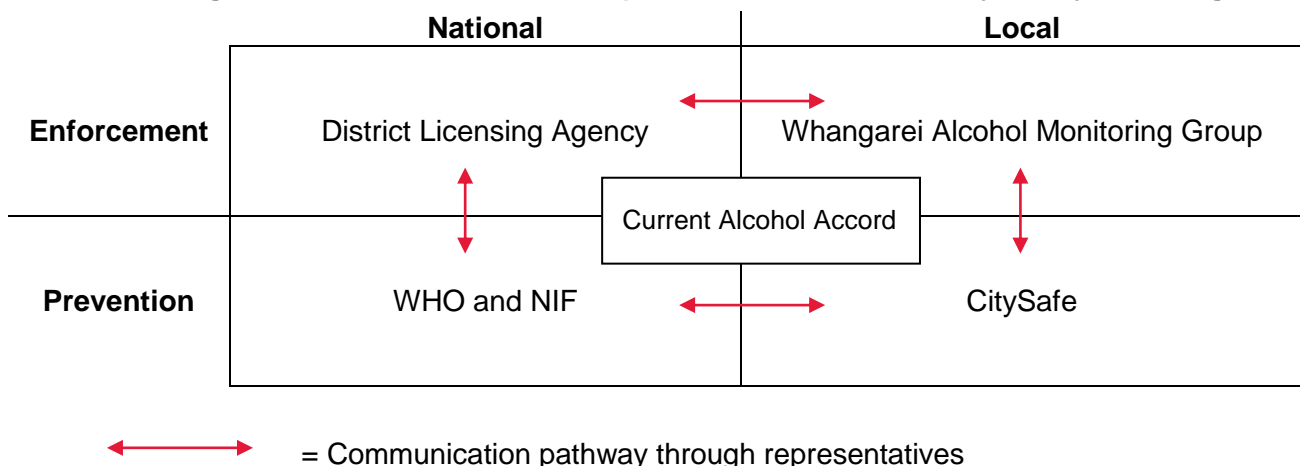 National Local
Enforcement District Licensing Agency Whangarei Alcohol Monitoring Group
Current Alcohol Accord
Prevention WHO and NIF CitySafe
= Communication pathway through representatives